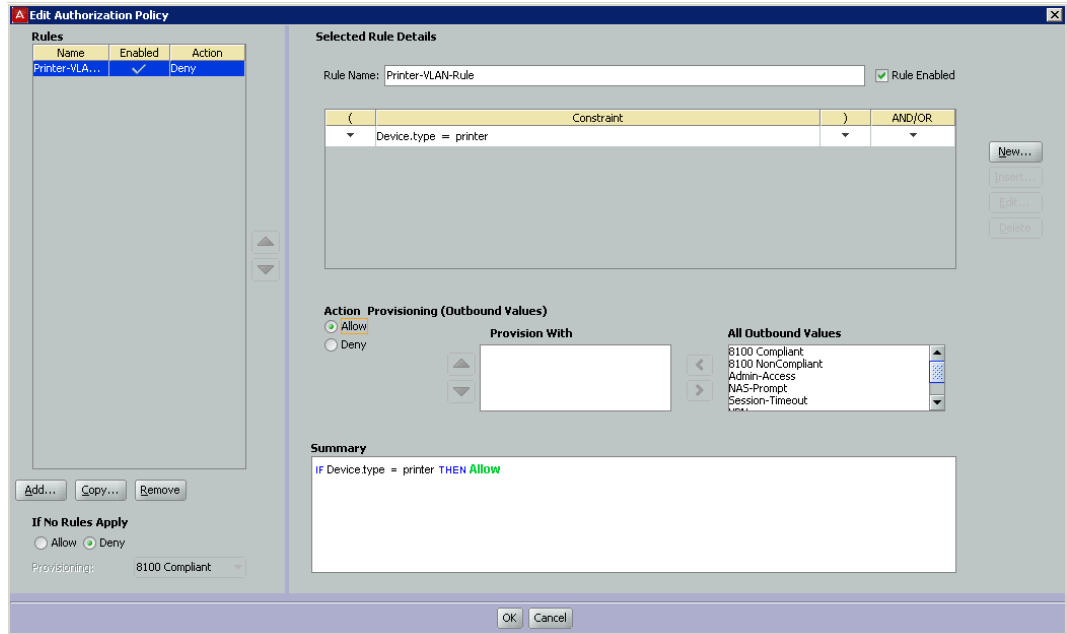 A Edit Authorization Policy
Rules
Name Enabled Action
Printer-VLA... Deny
Add... Copy... Remove
If No Rules Apply
Allow Deny
Provisioning: 8100 Compliant
Selected Rule Details
Rule Name: Printer-VLAN-Rule Rule Enabled
( Constraint ) AND/OR
Device.type = printer
New...
Insert...
Edit...
Delete
Action Provisioning (Outbound Values)
Allow
Deny
Provision With
All Outbound Values
8100 Compliant
8100 NonCompliant
Admin-Access
NAS-Prompt
Session-Timeout
Summary
IF Device.type = printer THEN Allow
OK Cancel